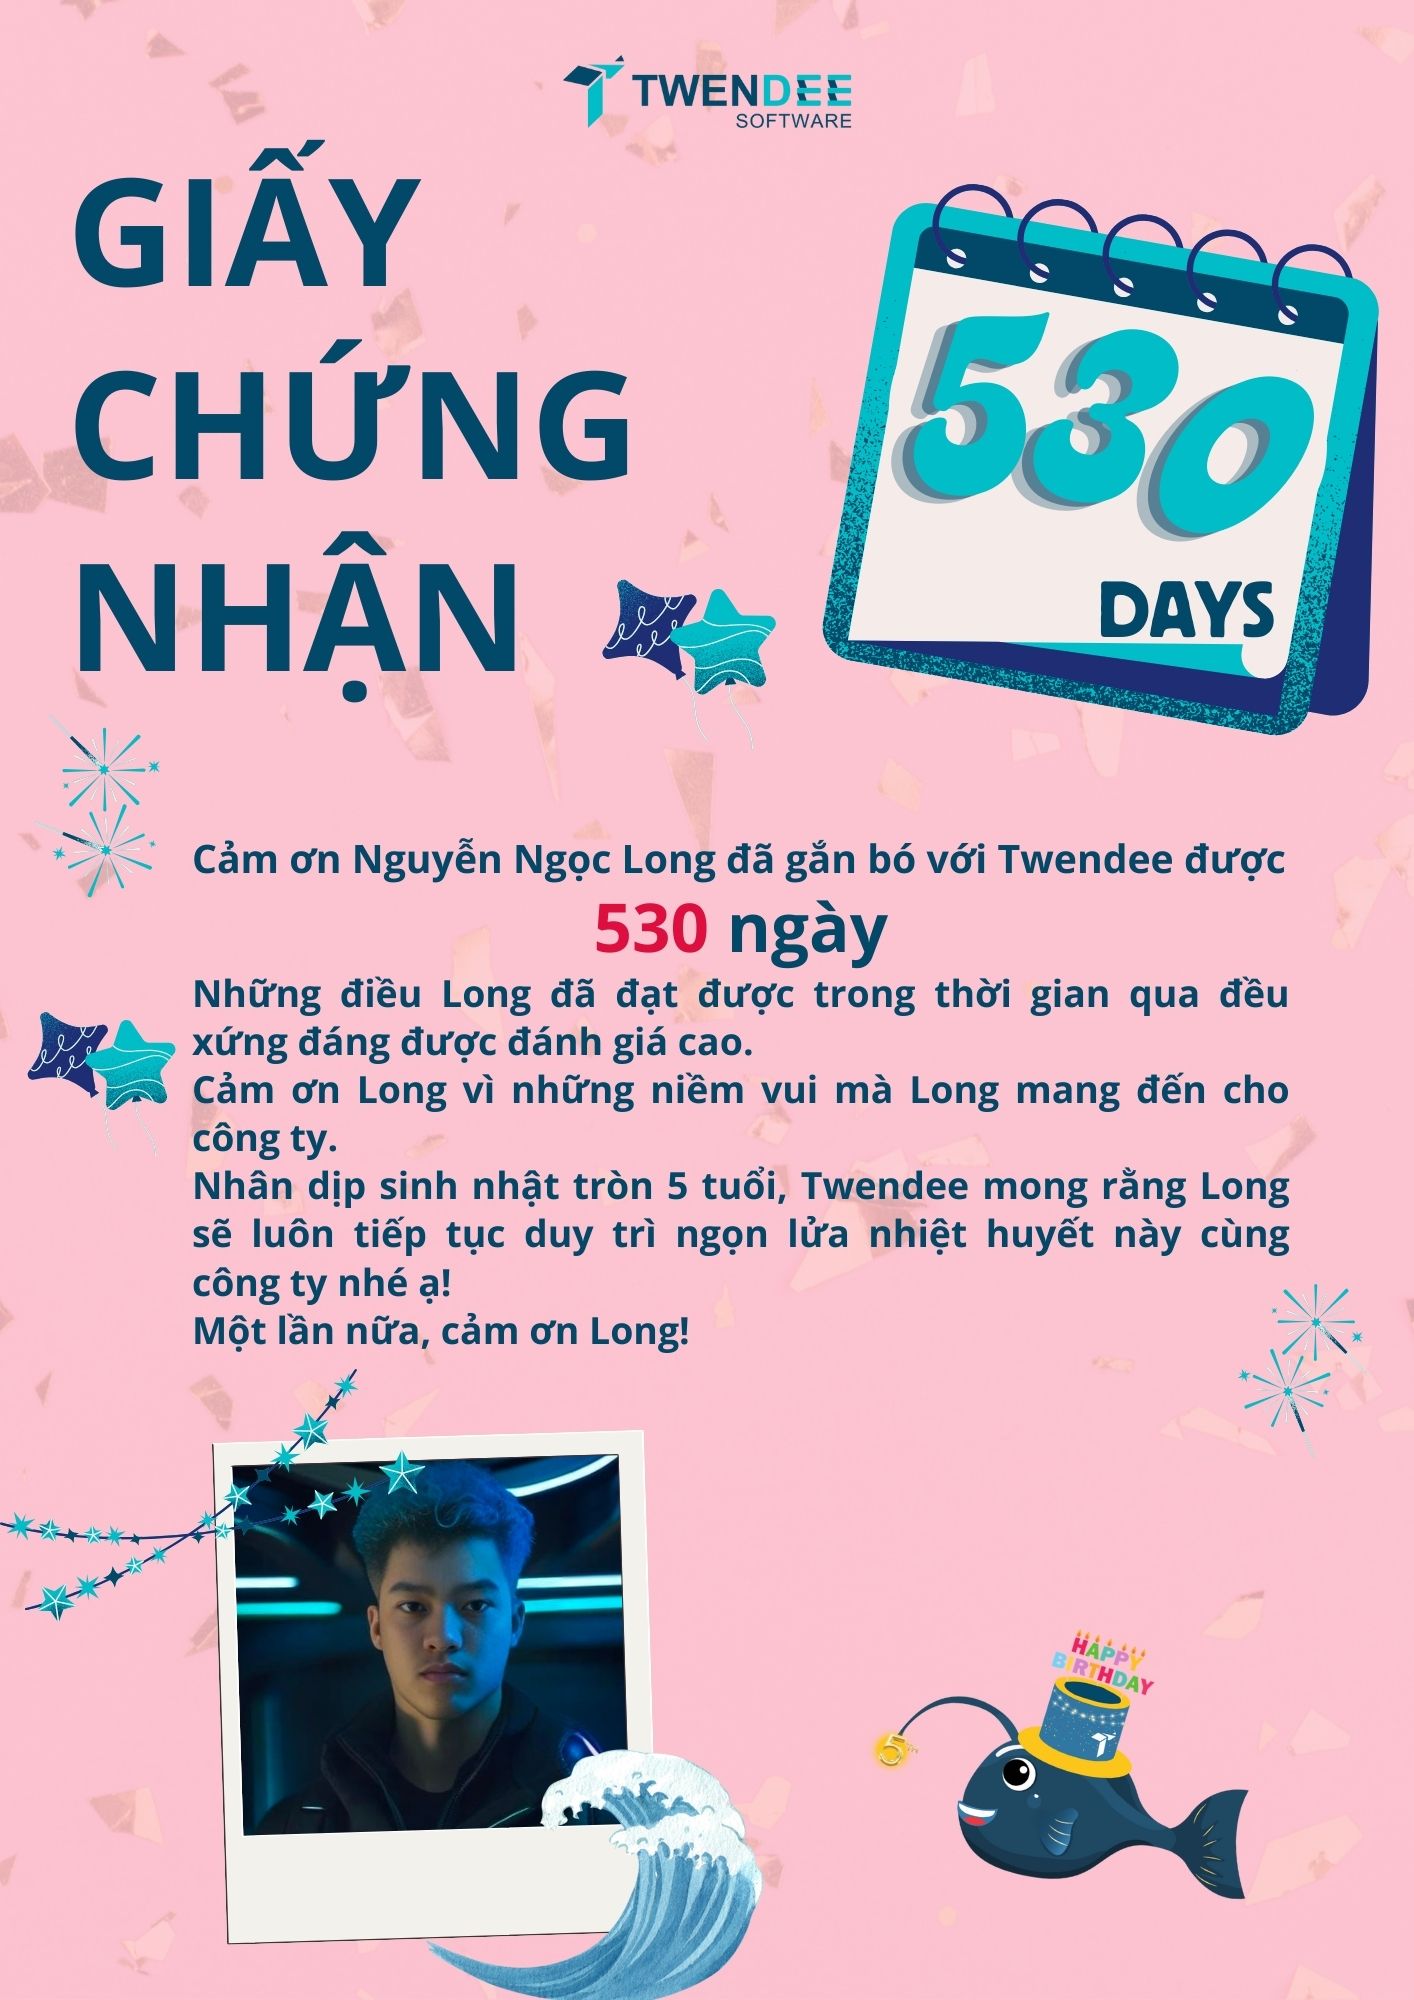 TWENDEE
SOFTWARE
GIẤY
CHỨNG
NHẬN
530
DAYS
Cảm ơn Nguyễn Ngọc Long đã gắn bó với Twendee được
530 ngày
Những điều Long đã đạt được trong thời gian qua đều
xứng đáng được đánh giá cao.
Cảm ơn Long vì những niềm vui mà Long mang đến cho
công ty.
Nhân dịp sinh nhật tròn 5 tuổi, Twendee mong rằng Long
sẽ luôn tiếp tục duy trì ngọn lửa nhiệt huyết này cùng
công ty nhé ạ!
Một lần nữa, cảm ơn Long!
HAPPY
BIRTHDAY
5